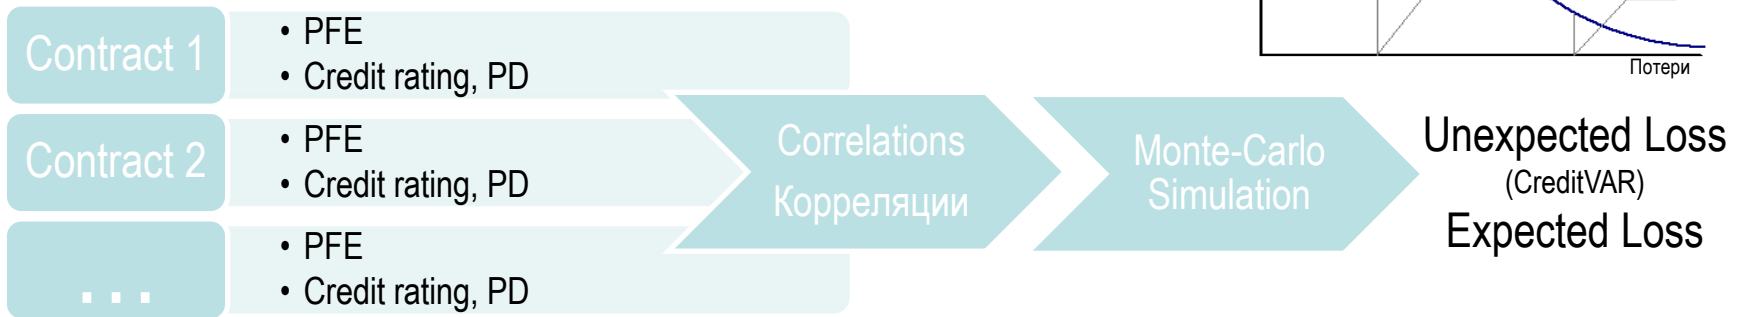 Contract 1
• PFE
• Credit rating, PD
Contract 2
• PFE
• Credit rating, PD
...
• PFE
• Credit rating, PD
Correlations
Корреляции
Monte-Carlo
Simulation
Потери
Unexpected Loss
(CreditVAR)
Expected Loss